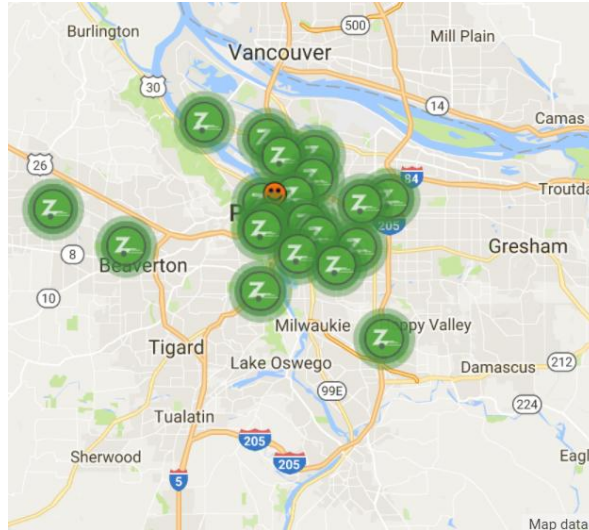 Burlington
500
Mill Plain
Vancouver
30
14
Camas
26
84
Troutda
P
205
8
Beaverton
Gresham
10
Milwaukie
ppy Valley
Tigard
Lake Oswego
212
Damascus
99E
224
Tualatin
205
Sherwood
205
Eagl
5
Map data